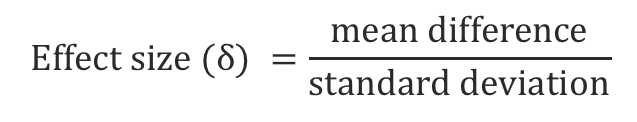 mean difference
Effect size (δ) =
standard deviation